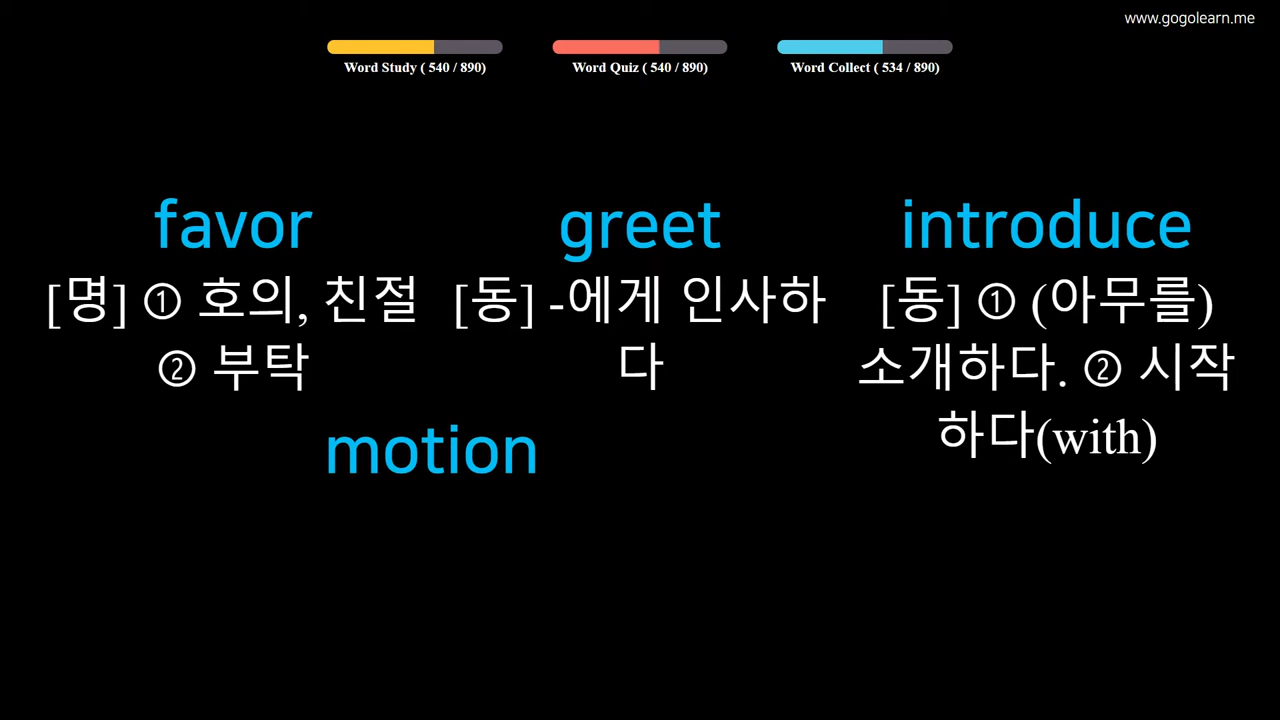 www.gogolearn.me
Word Study ( 540 / 890)
Word Quiz ( 540 / 890)
Word Collect ( 534 / 890)
favor
[명] ① 호의, 친절
② 부탁
greet
[동] -에게 인사하
다
introduce
[동] ① (아무를)
소개하다. ② 시작
하다(with)
motion